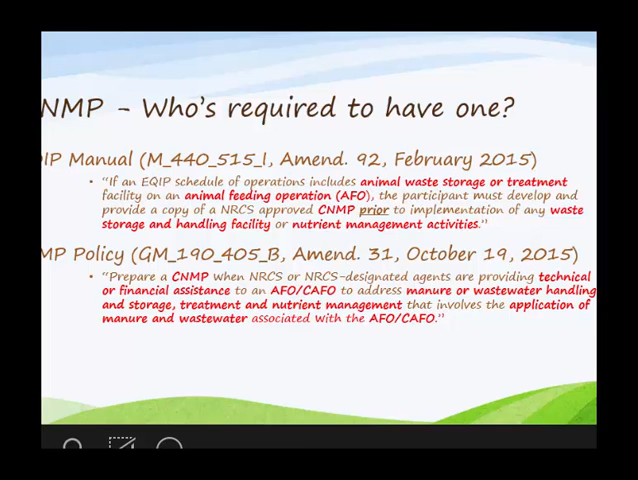 NMP - Who's required to have one?
IP Manual (M_440_515_I, Amend. 92, February 2015)
• "If an EQIP schedule of operations includes animal waste storage or treatment
facility on an animal feeding operation (AFO), the participant must develop and
provide a copy of a NRCS approved CNMP prior to implementation of any waste
storage and handling facility or nutrient management activities."
MP Policy (GM_190_405_B, Amend. 31, October 19, 2015)
• "Prepare a CNMP when NRCS or NRCS-designated agents are providing technical
or financial assistance to an AFO/CAFO to address manure or wastewater handling
and storage, treatment and nutrient management that involves the application of
manure and wastewater associated with the AFO/CAFO."